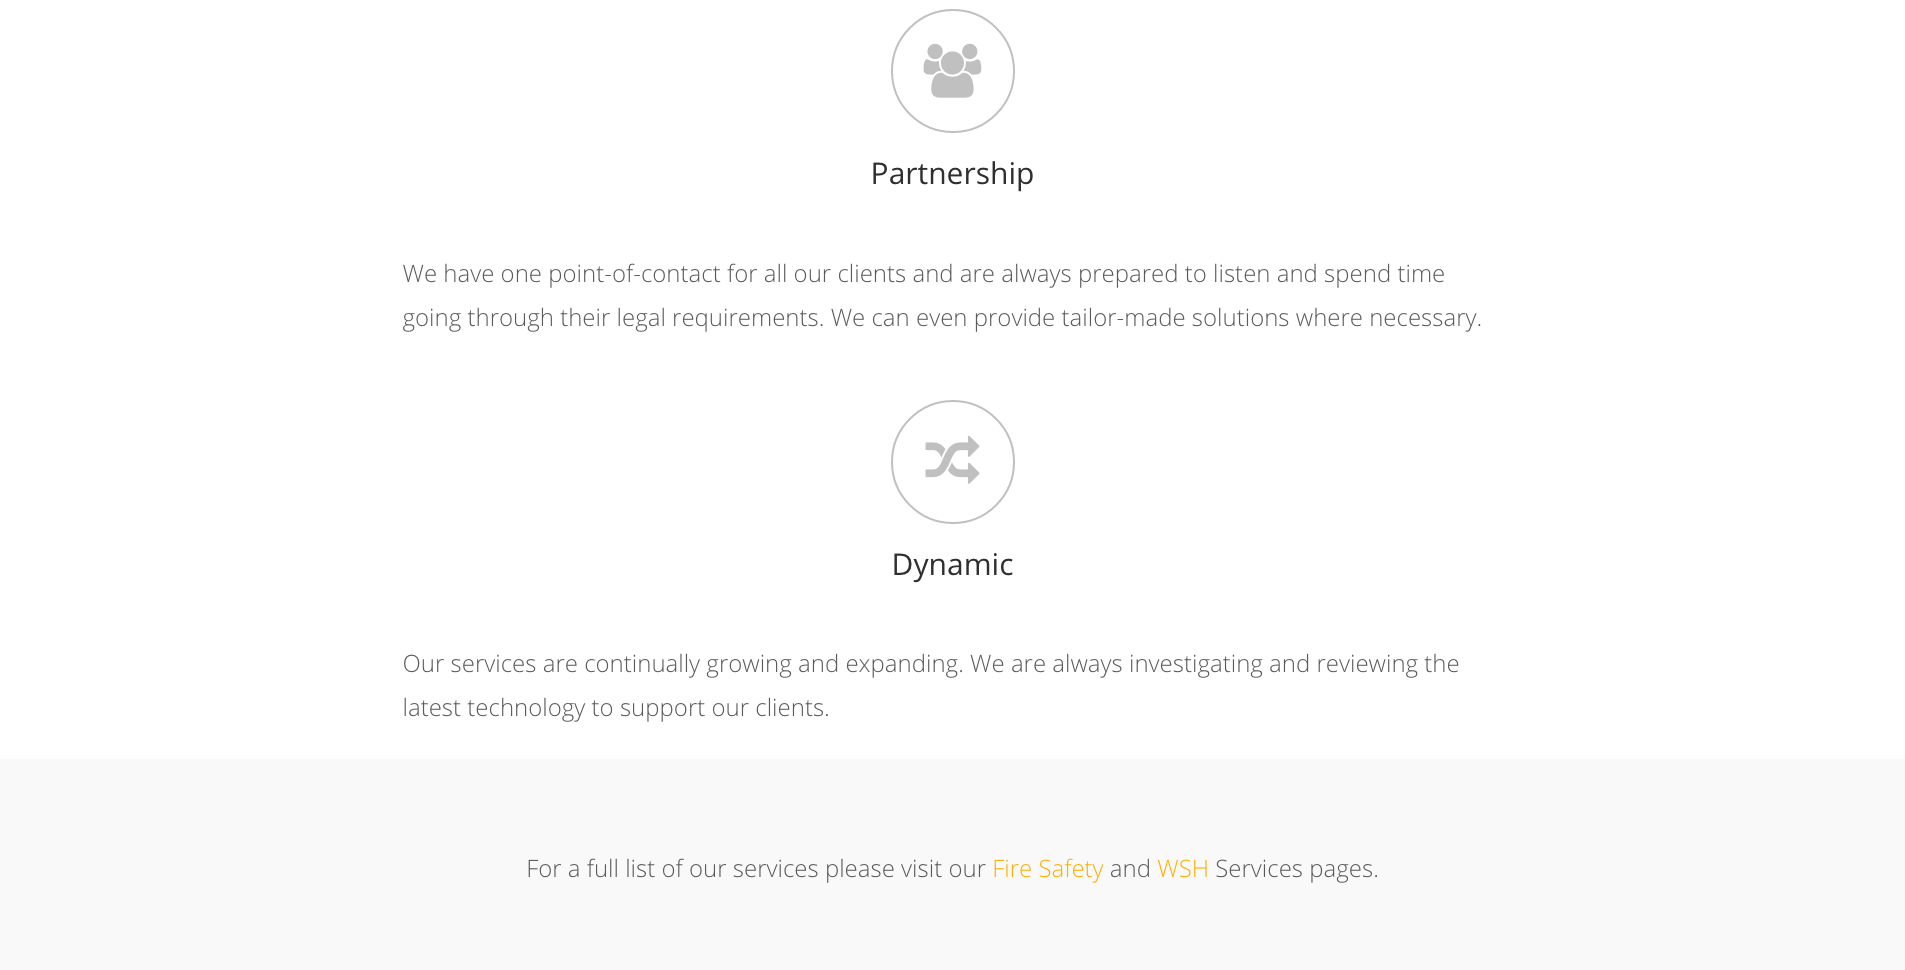 Partnership
We have one point-of-contact for all our clients and are always prepared to listen and spend time
going through their legal requirements. We can even provide tailor-made solutions where necessary.
Dynamic
Our services are continually growing and expanding. We are always investigating and reviewing the
latest technology to support our clients.
For a full list of our services please visit our Fire Safety and WSH Services pages.